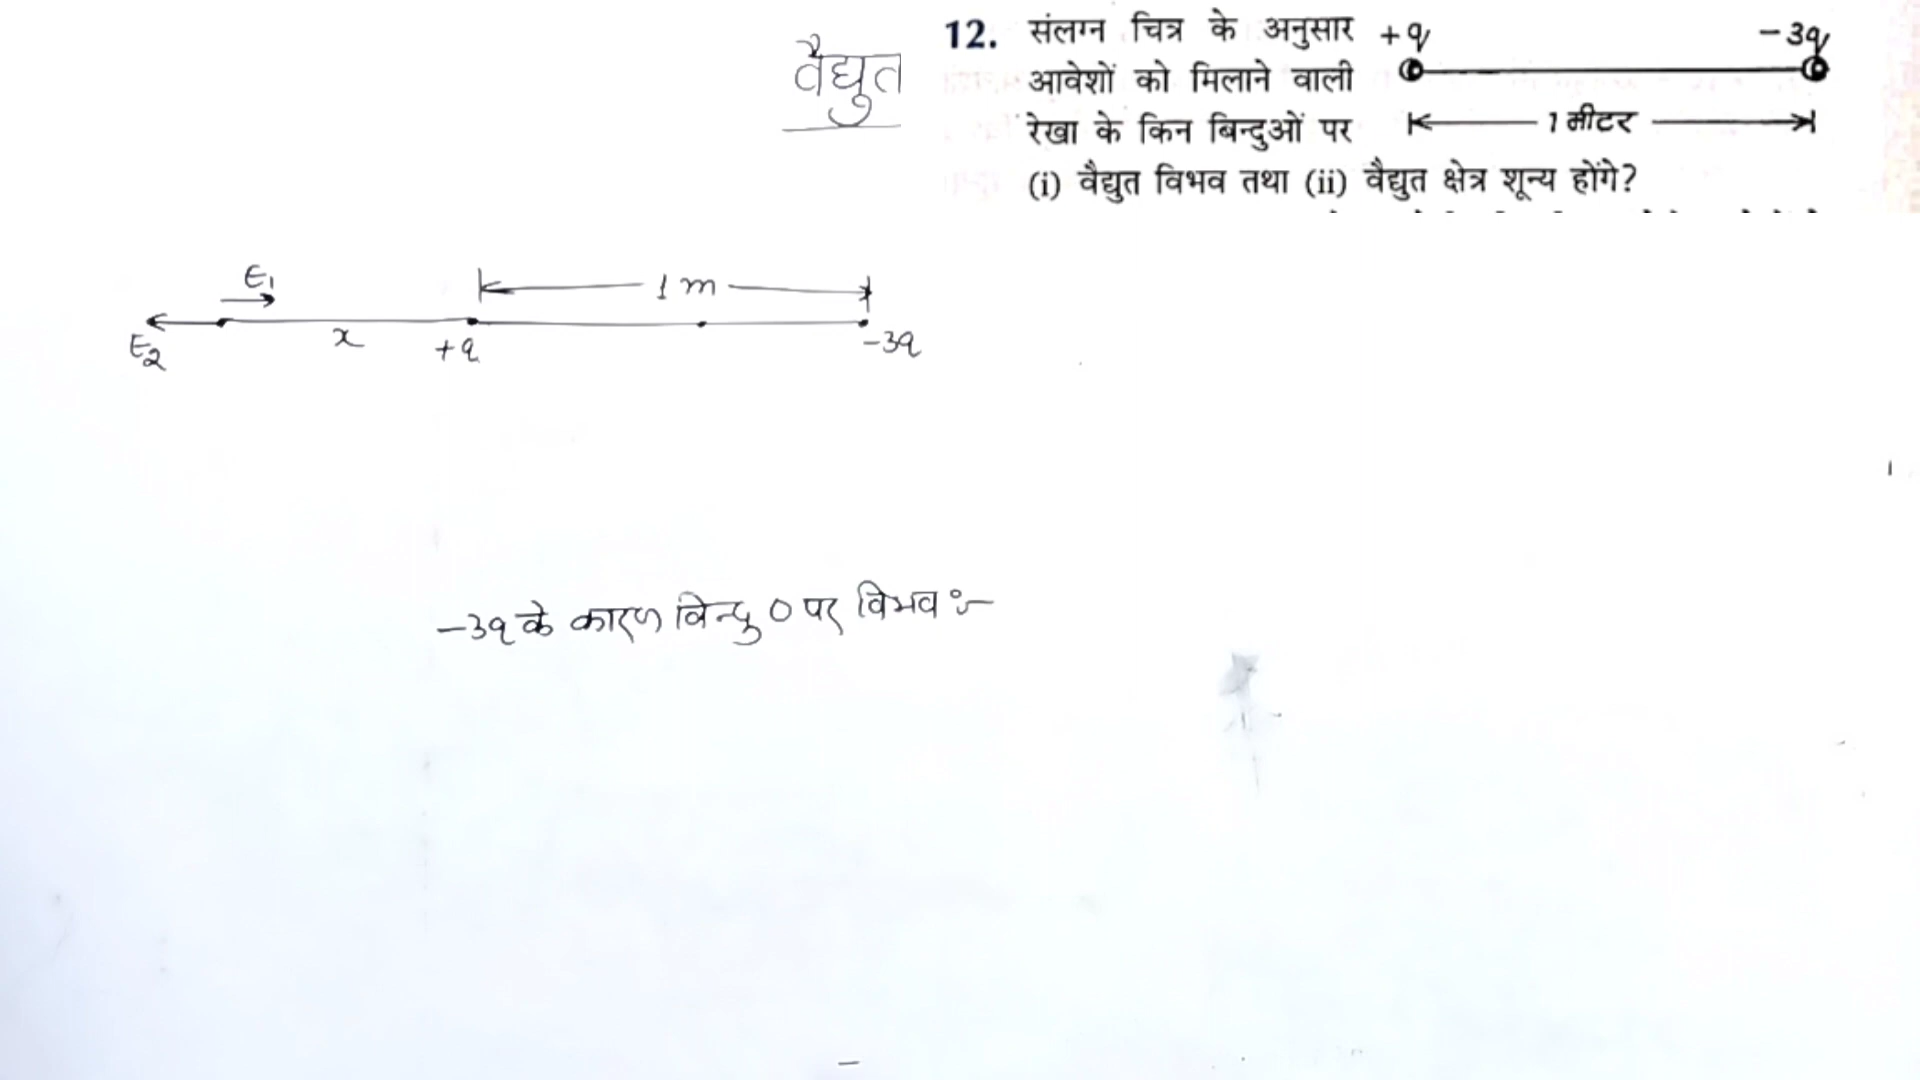 वैद्युत
12. संलग्न चित्र के अनुसार
आवेशों को मिलाने वाली
रेखा के किन बिन्दुओं पर
(i) वैद्युत विभव तथा (ii) वैद्युत क्षेत्र शून्य होंगे?
+q -3q
1 मीटर
E1 1 m
E2 x +q -3q
-3q के कारण बिन्दु O पर विभव :-